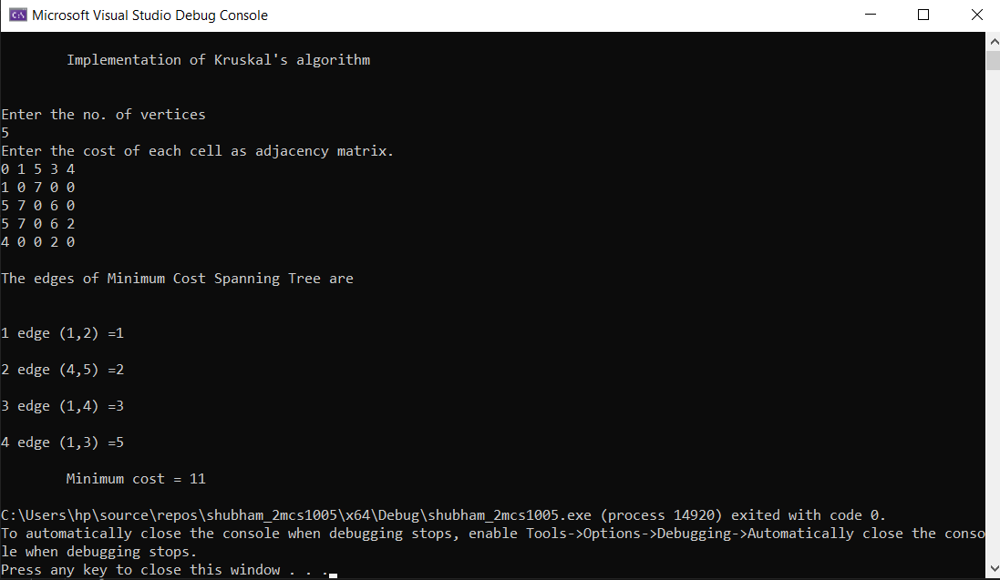 Microsoft Visual Studio Debug Console
Implementation of Kruskal's algorithm
Enter the no. of vertices
5
Enter the cost of each cell as adjacency matrix.
0 1 5 3 4
1 0 7 0 0
5 7 0 6 0
5 7 0 6 2
4 0 0 2 0
The edges of Minimum Cost Spanning Tree are
1 edge (1,2) =1
2 edge (4,5) =2
3 edge (1,4) =3
4 edge (1,3) =5
Minimum cost = 11
C:\Users\hp\source\repos\shubham_2mcs1005\x64\Debug\shubham_2mcs1005.exe (process 14920) exited with code 0.
To automatically close the console when debugging stops, enable Tools->Options->Debugging->Automatically close the conso
le when debugging stops.
Press any key to close this window . . .